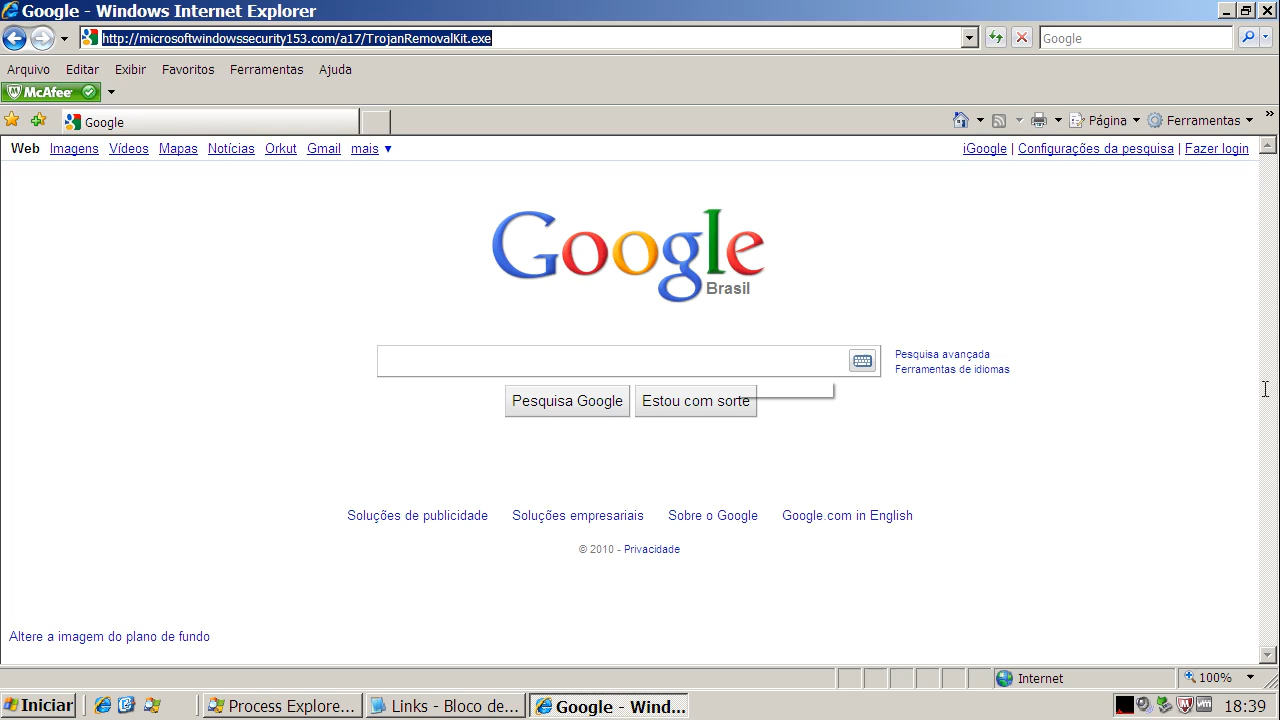 Google - Windows Internet Explorer
http://microsoftwindowssecurity153.com/a17/TrojanRemovalKit.exe
Google
Arquivo Editar Exibir Favoritos Ferramentas Ajuda
McAfee
Google
Página Ferramentas
Web Imagens Vídeos Mapas Notícias Orkut Gmail mais ▼
iGoogle | Configurações da pesquisa | Fazer login
Google
Brasil
Pesquisa avançada
Ferramentas de idiomas
Pesquisa Google Estou com sorte
Soluções de publicidade Soluções empresariais Sobre o Google Google.com in English
© 2010 - Privacidade
Altere a imagem do plano de fundo
Internet 100%
Iniciar Process Explore... Links - Bloco de... Google - Wind... vm 18:39